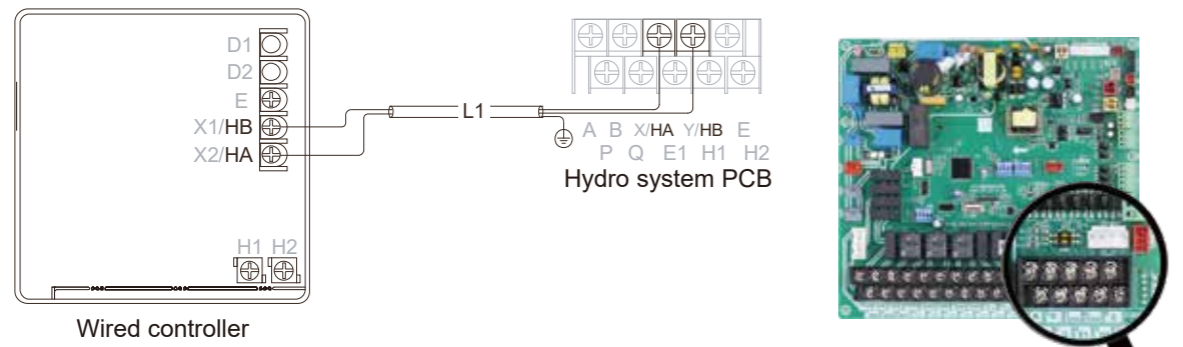 D1
D2
E
X1/HB
X2/HA
H1 H2
Wired controller
L1
A B X/HA Y/HB E
P Q E1 H1 H2
Hydro system PCB